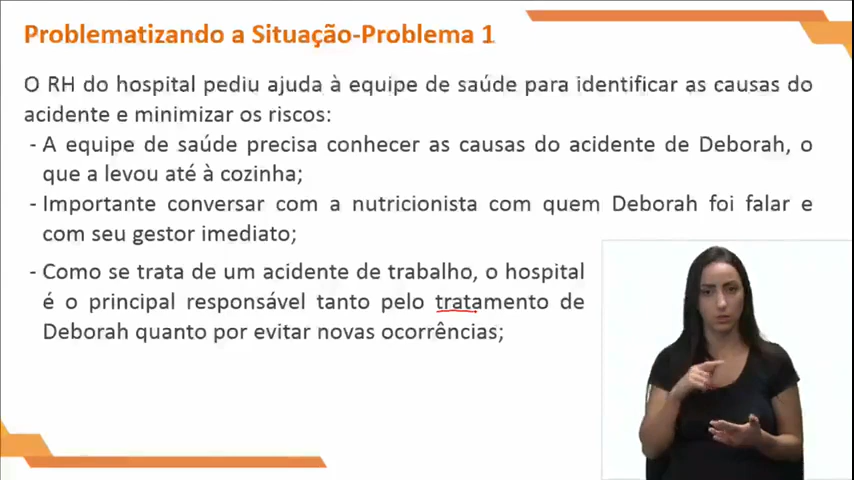 Problematizando a Situação-Problema 1
O RH do hospital pediu ajuda à equipe de saúde para identificar as causas do
acidente e minimizar os riscos:
- A equipe de saúde precisa conhecer as causas do acidente de Deborah, o
que a levou até à cozinha;
- Importante conversar com a nutricionista com quem Deborah foi falar e
com seu gestor imediato;
- Como se trata de um acidente de trabalho, o hospital
é o principal responsável tanto pelo tratamento de
Deborah quanto por evitar novas ocorrências;